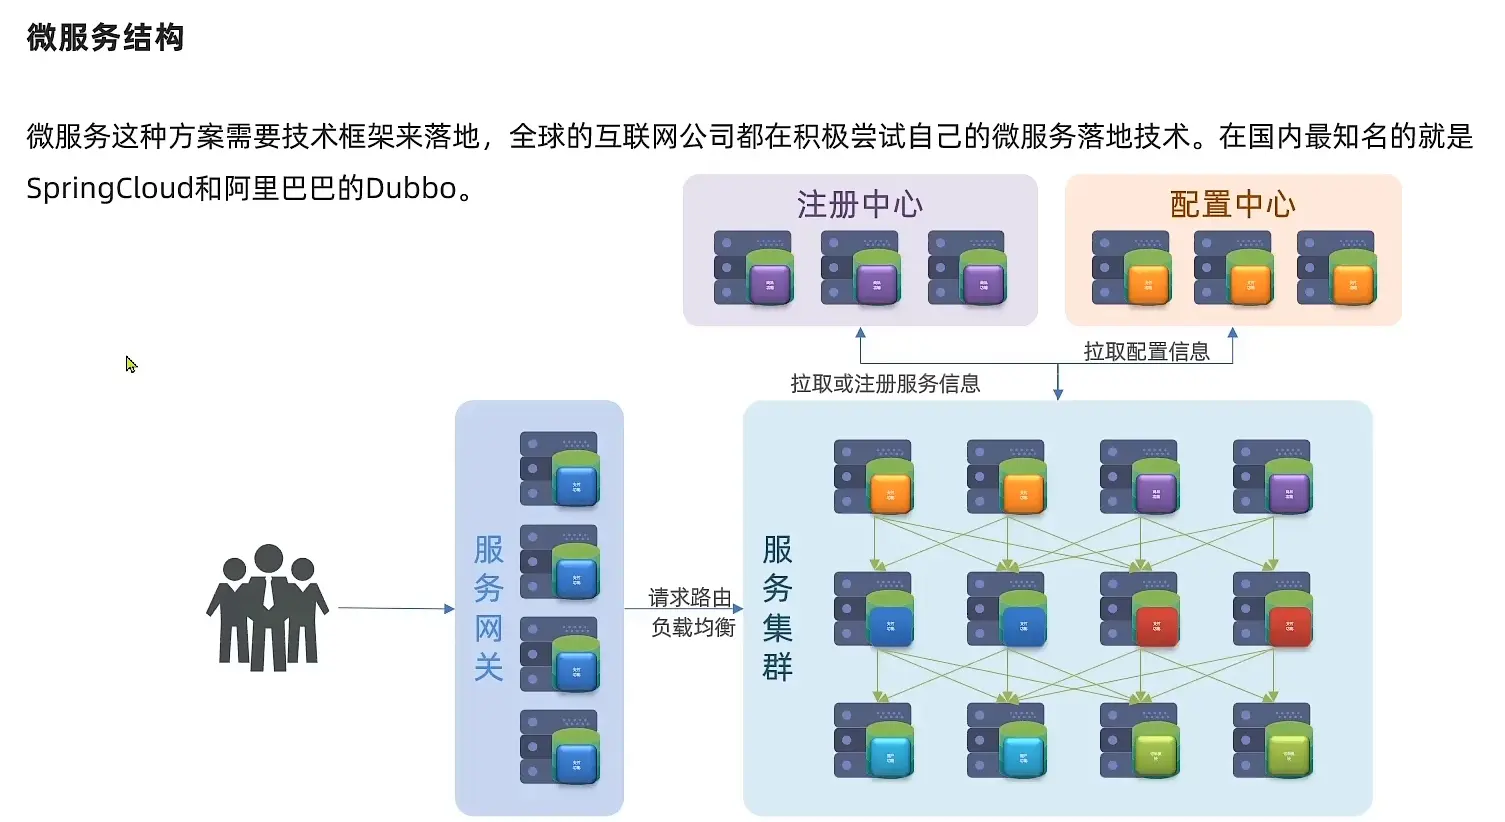 微服务结构
微服务这种方案需要技术框架来落地，全球的互联网公司都在积极尝试自己的微服务落地技术。在国内最知名的就是
SpringCloud和阿里巴巴的Dubbo。
注册中心
配置中心
拉取配置信息
拉取或注册服务信息
服务网关
请求路由
负载均衡
服务集群